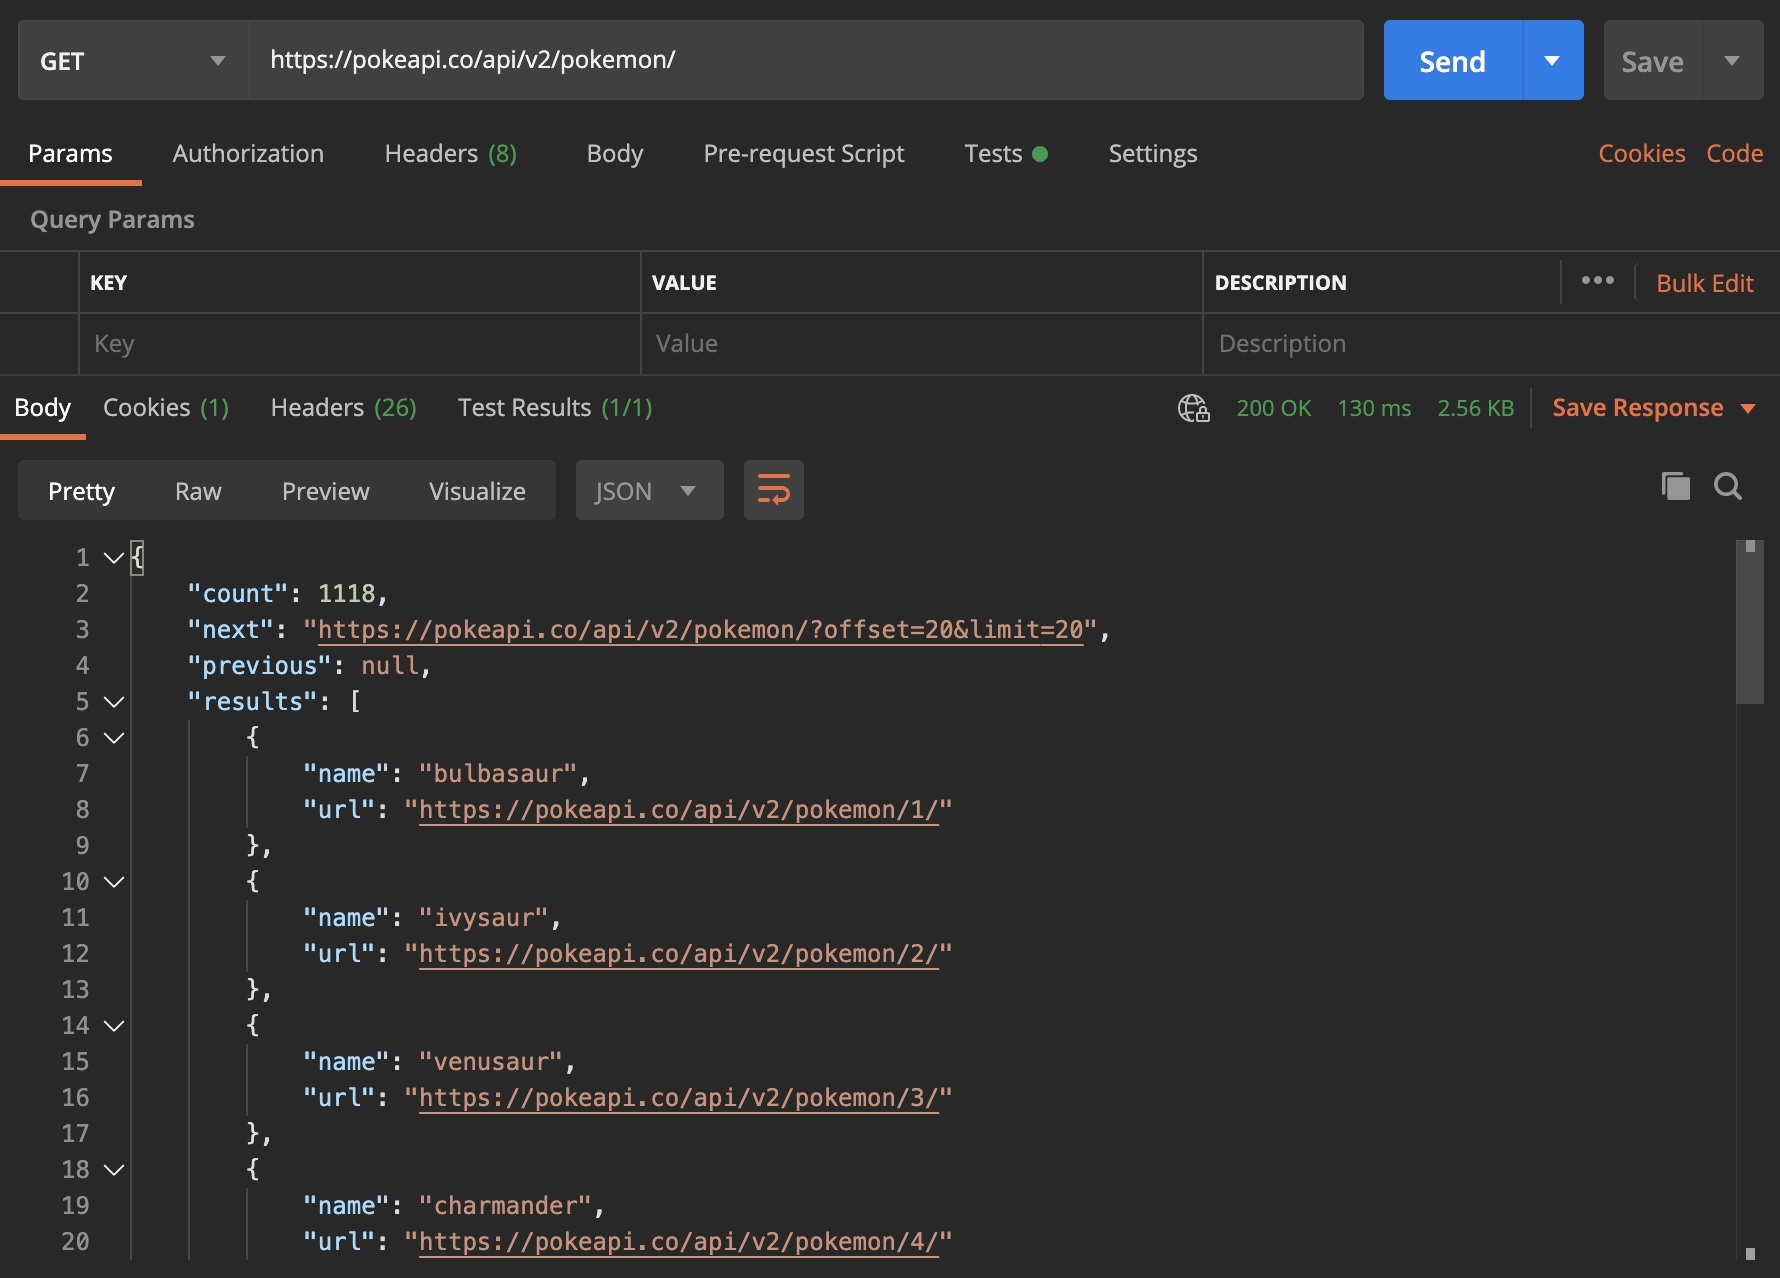 GET https://pokeapi.co/api/v2/pokemon/ Send Save
Params Authorization Headers (8) Body Pre-request Script Tests Settings Cookies Code
Query Params
KEY VALUE DESCRIPTION ••• Bulk Edit
Key Value Description
Body Cookies (1) Headers (26) Test Results (1/1) 200 OK 130 ms 2.56 KB Save Response
Pretty Raw Preview Visualize JSON
1 {
2 "count": 1118,
3 "next": "https://pokeapi.co/api/v2/pokemon/?offset=20&limit=20",
4 "previous": null,
5 "results": [
6 {
7 "name": "bulbasaur",
8 "url": "https://pokeapi.co/api/v2/pokemon/1/"
9 },
10 {
11 "name": "ivysaur",
12 "url": "https://pokeapi.co/api/v2/pokemon/2/"
13 },
14 {
15 "name": "venusaur",
16 "url": "https://pokeapi.co/api/v2/pokemon/3/"
17 },
18 {
19 "name": "charmander",
20 "url": "https://pokeapi.co/api/v2/pokemon/4/"